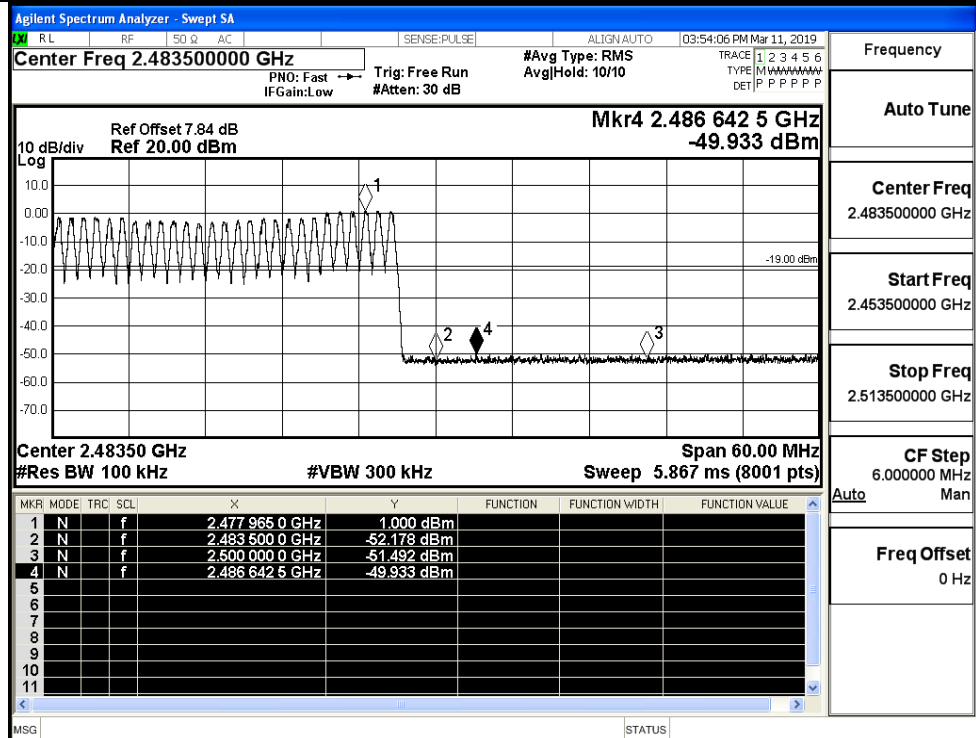 Agilent Spectrum Analyzer - Swept SA
LXI RL RF 50 Ω AC SENSE:PULSE ALIGN AUTO 03:54:06 PM Mar 11, 2019
Center Freq 2.483500000 GHz
PNO: Fast
IFGain:Low
Trig: Free Run
#Atten: 30 dB
#Avg Type: RMS
Avg|Hold: 10/10
TRACE 1 2 3 4 5 6
TYPE M
DET P P P P P P
Ref Offset 7.84 dB
10 dB/div Ref 20.00 dBm
Log
Mkr4 2.486 642 5 GHz
-49.933 dBm
10.0
0.00
-10.0
-20.0
-30.0
-40.0
-50.0
-60.0
-70.0
1
-19.00 dBm
2
4
3
Center 2.48350 GHz Span 60.00 MHz
#Res BW 100 kHz #VBW 300 kHz Sweep 5.867 ms (8001 pts)
MKR MODE TRC SCL X Y FUNCTION FUNCTION WIDTH FUNCTION VALUE
1 N f 2.477 965 0 GHz 1.000 dBm
2 N f 2.483 500 0 GHz -52.178 dBm
3 N f 2.500 000 0 GHz -51.492 dBm
4 N f 2.486 642 5 GHz -49.933 dBm
5
6
7
8
9
10
11
MSG STATUS
Frequency
Auto Tune
Center Freq
2.483500000 GHz
Start Freq
2.453500000 GHz
Stop Freq
2.513500000 GHz
CF Step
6.000000 MHz
Auto Man
Freq Offset
0 Hz